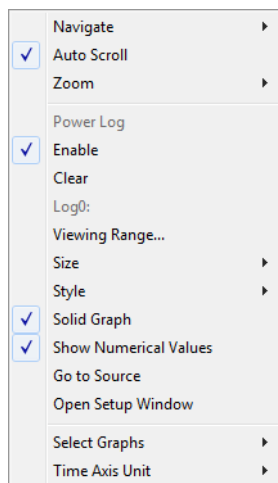 Navigate
Auto Scroll
Zoom
Power Log
Enable
Clear
Log0:
Viewing Range...
Size
Style
Solid Graph
Show Numerical Values
Go to Source
Open Setup Window
Select Graphs
Time Axis Unit